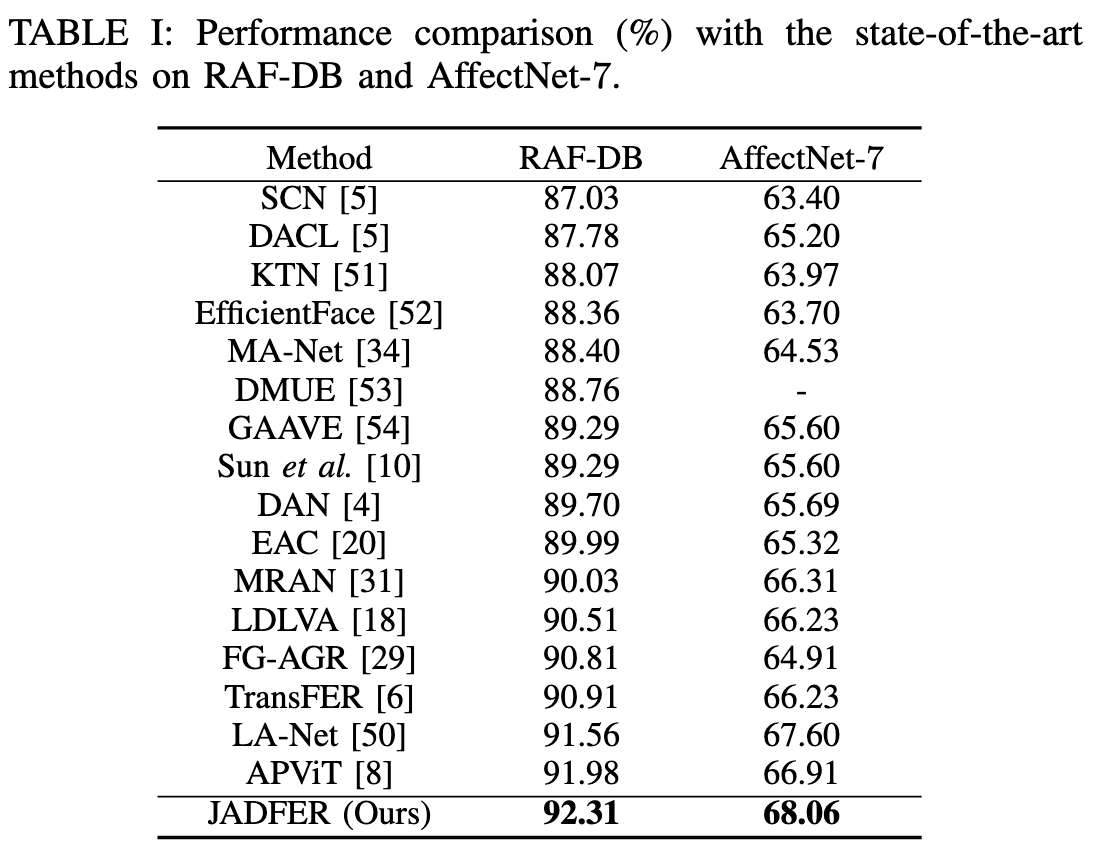 TABLE I: Performance comparison (%) with the state-of-the-art
methods on RAF-DB and AffectNet-7.
Method RAF-DB AffectNet-7
SCN [5] 87.03 63.40
DACL [5] 87.78 65.20
KTN [51] 88.07 63.97
EfficientFace [52] 88.36 63.70
MA-Net [34] 88.40 64.53
DMUE [53] 88.76 -
GAAVE [54] 89.29 65.60
Sun et al. [10] 89.29 65.60
DAN [4] 89.70 65.69
EAC [20] 89.99 65.32
MRAN [31] 90.03 66.31
LDLVA [18] 90.51 66.23
FG-AGR [29] 90.81 64.91
TransFER [6] 90.91 66.23
LA-Net [50] 91.56 67.60
APViT [8] 91.98 66.91
JADFER (Ours) 92.31 68.06